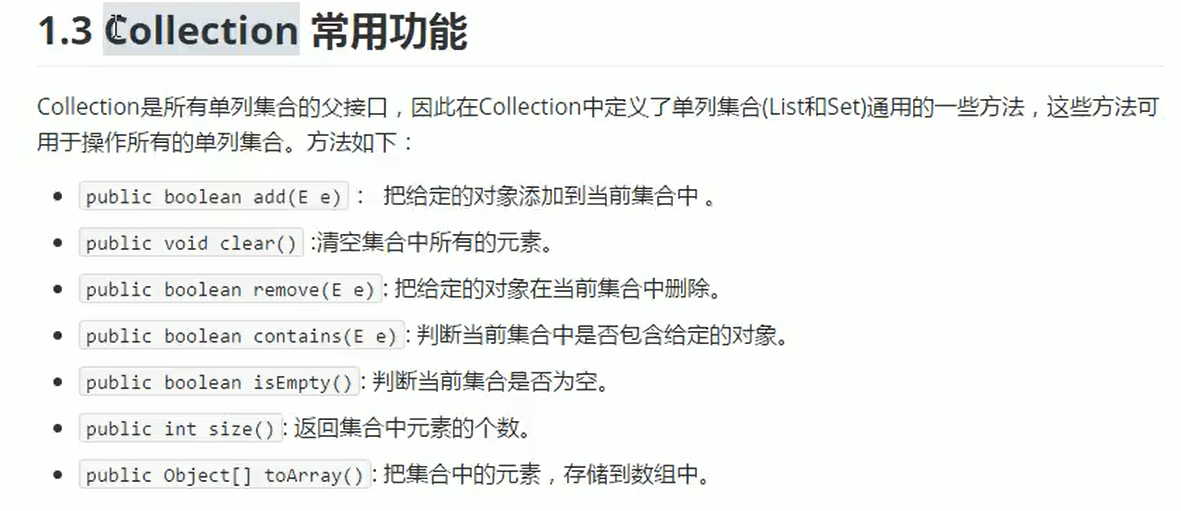 1.3 Collection 常用功能
Collection是所有单列集合的父接口，因此在Collection中定义了单列集合(List和Set)通用的一些方法，这些方法可
用于操作所有的单列集合。方法如下：
• public boolean add(E e) ： 把给定的对象添加到当前集合中 。
• public void clear() :清空集合中所有的元素。
• public boolean remove(E e) : 把给定的对象在当前集合中删除。
• public boolean contains(E e) : 判断当前集合中是否包含给定的对象。
• public boolean isEmpty() : 判断当前集合是否为空。
• public int size() : 返回集合中元素的个数。
• public Object[] toArray() : 把集合中的元素，存储到数组中。